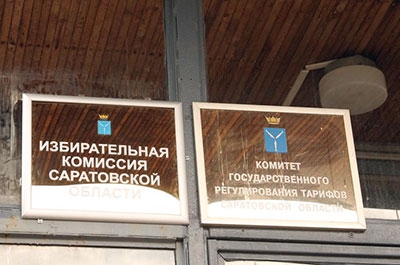 ИЗБИРАТЕЛЬНАЯ
КОМИССИЯ
САРАТОВСКОЙ
ОБЛАСТИ
КОМИТЕТ
ГОСУДАРСТВЕННОГО
РЕГУЛИРОВАНИЯ ТАРИФОВ
САРАТОВСКОЙ ОБЛАСТИ